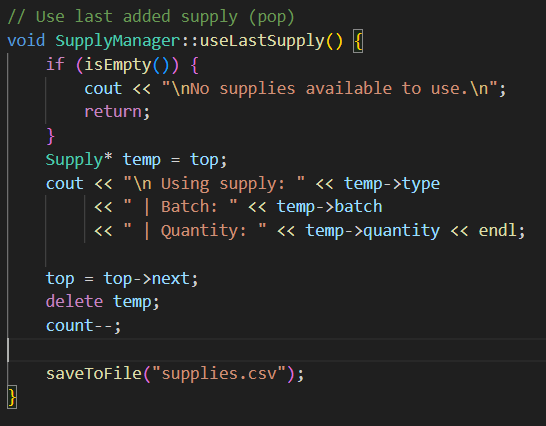 // Use last added supply (pop)
void SupplyManager::useLastSupply() {
    if (isEmpty()) {
        cout << "\nNo supplies available to use.\n";
        return;
    }
    Supply* temp = top;
    cout << "\n Using supply: " << temp->type
         << " | Batch: " << temp->batch
         << " | Quantity: " << temp->quantity << endl;

    top = top->next;
    delete temp;
    count--;

    saveToFile("supplies.csv");
}